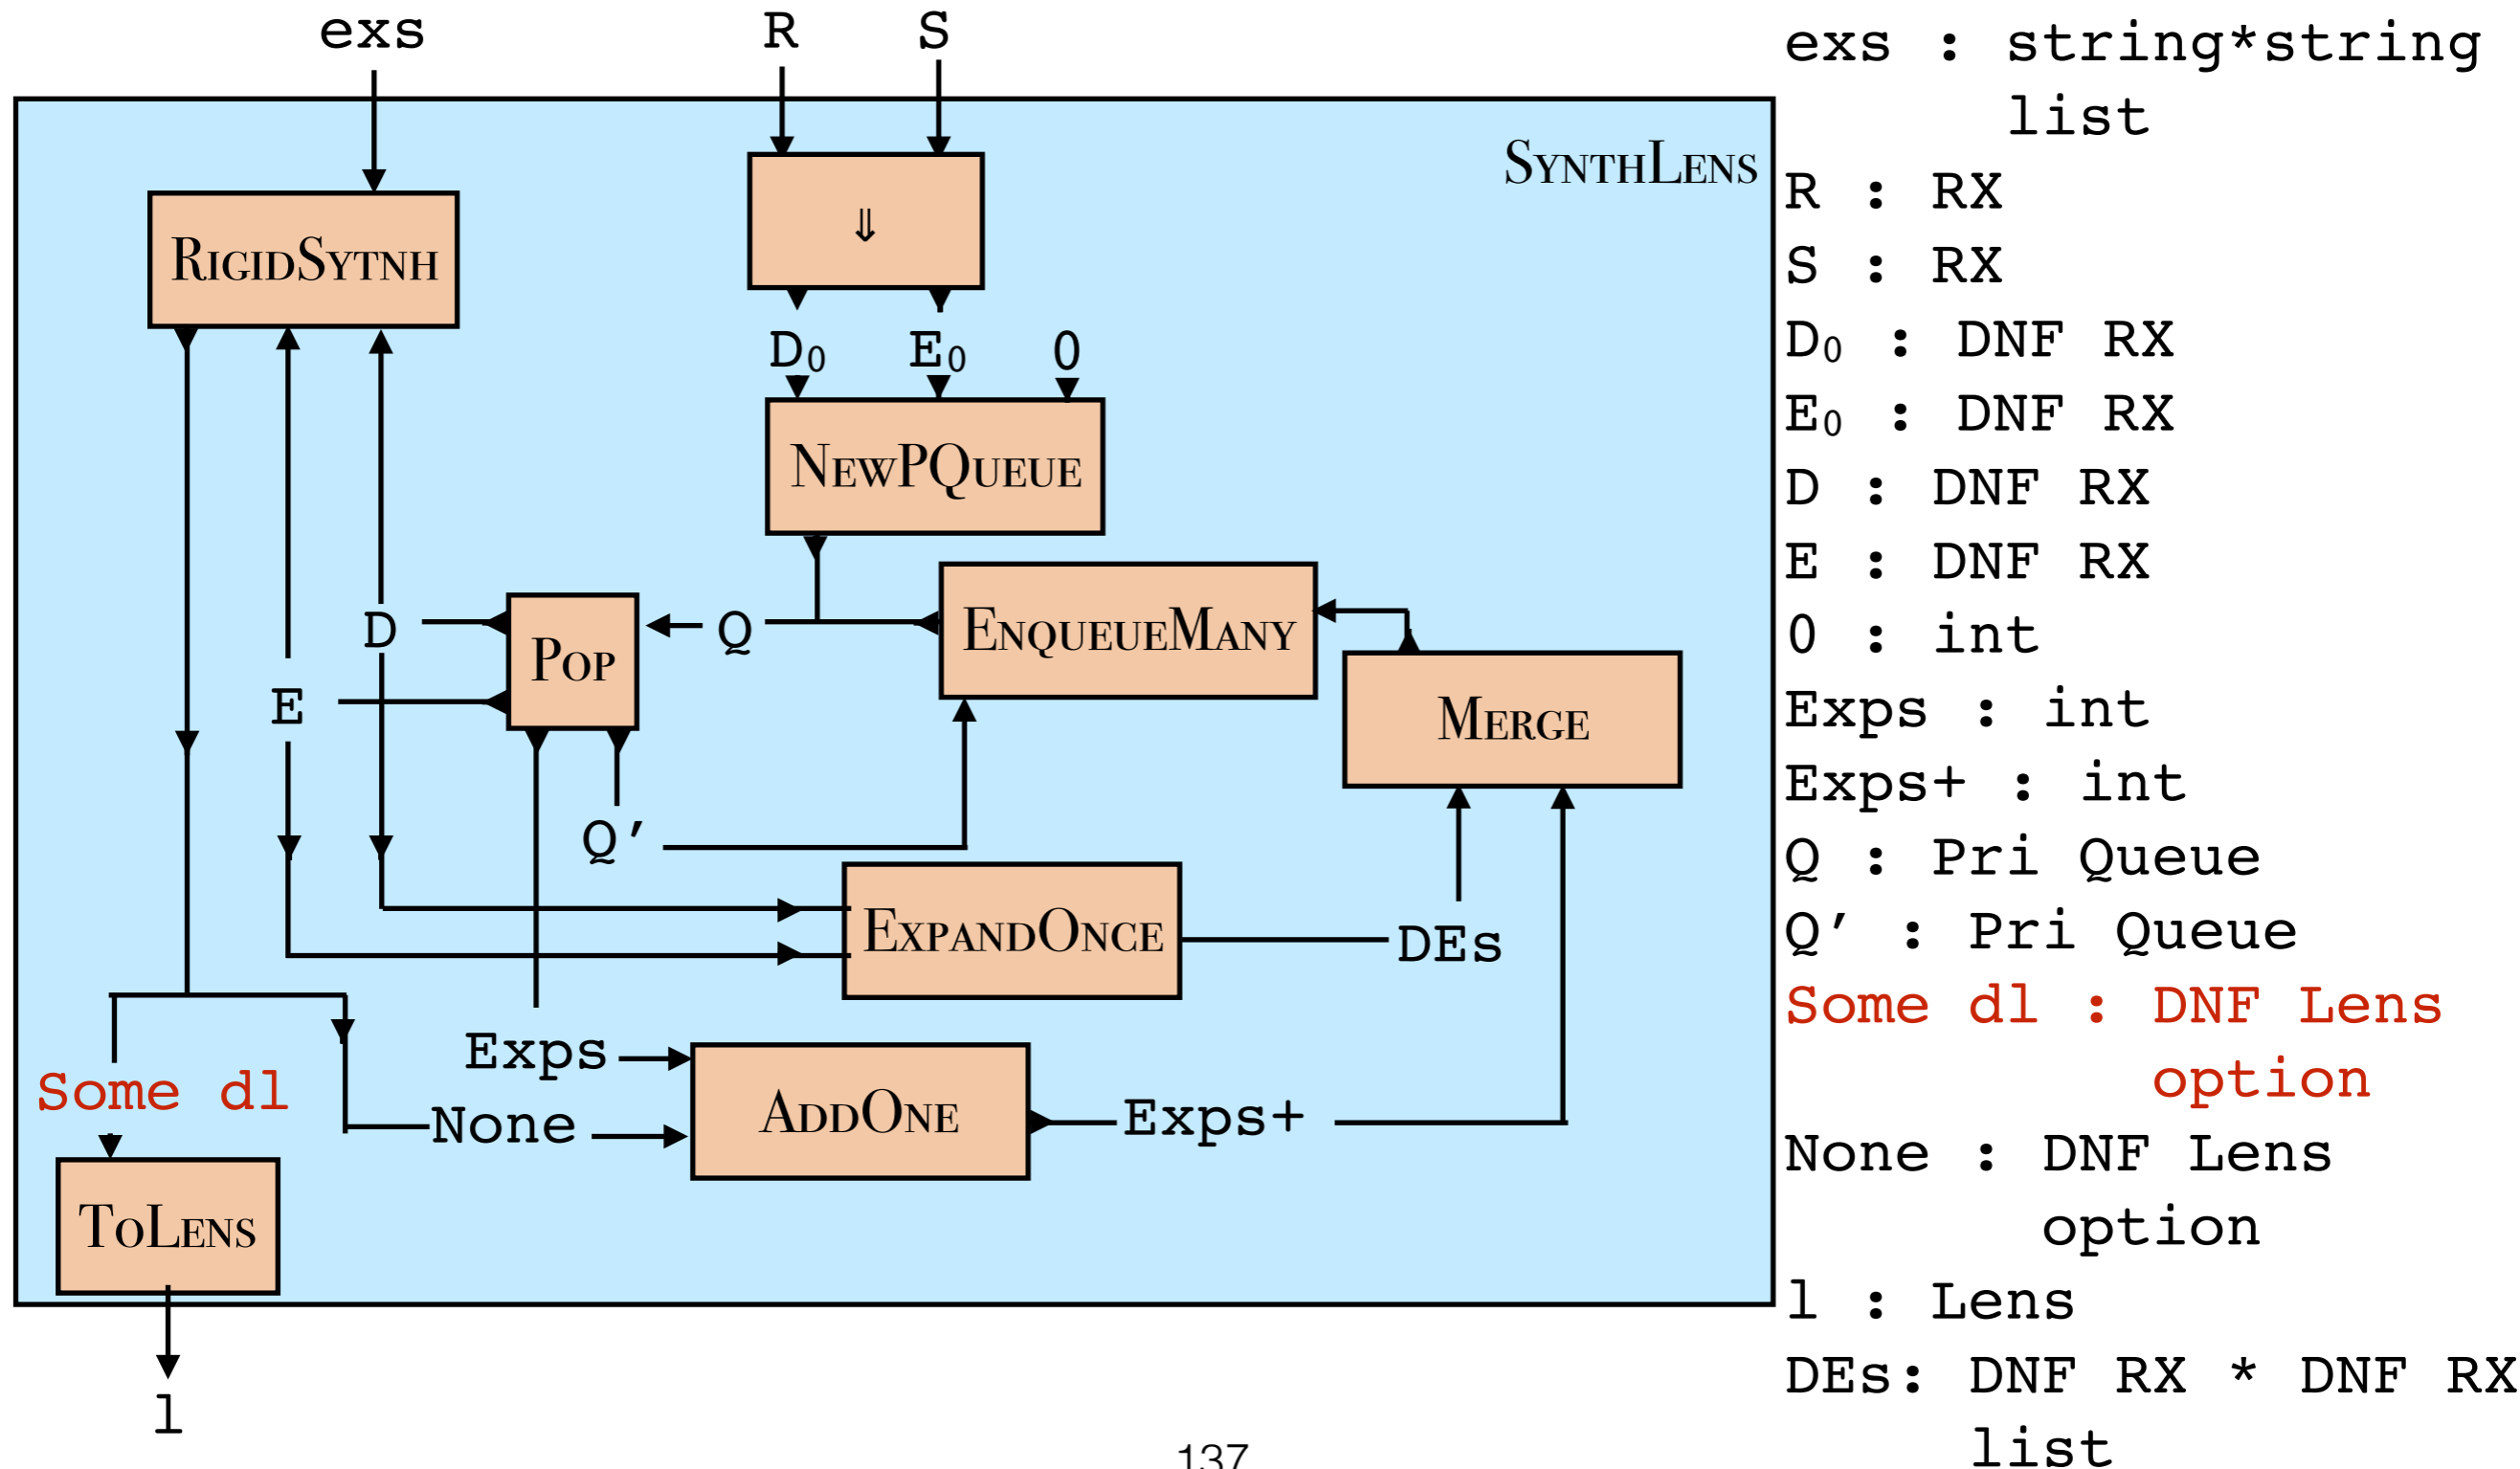 exs
R
S
SYNTHLENS
⇓
RIGIDSYTNH
D₀
E₀
0
NEWPQUEUE
ENQUEUEMANY
D
POP
Q
E
MERGE
Q′
EXPANDONCE
DEs
Exps
Some dl
None
ADDONE
Exps+
TOLENS
l
137
exs : string*string
list
R : RX
S : RX
D₀ : DNF RX
E₀ : DNF RX
D : DNF RX
E : DNF RX
0 : int
Exps : int
Exps+ : int
Q : Pri Queue
Q′ : Pri Queue
Some dl : DNF Lens
option
None : DNF Lens
option
l : Lens
DEs: DNF RX * DNF RX
list